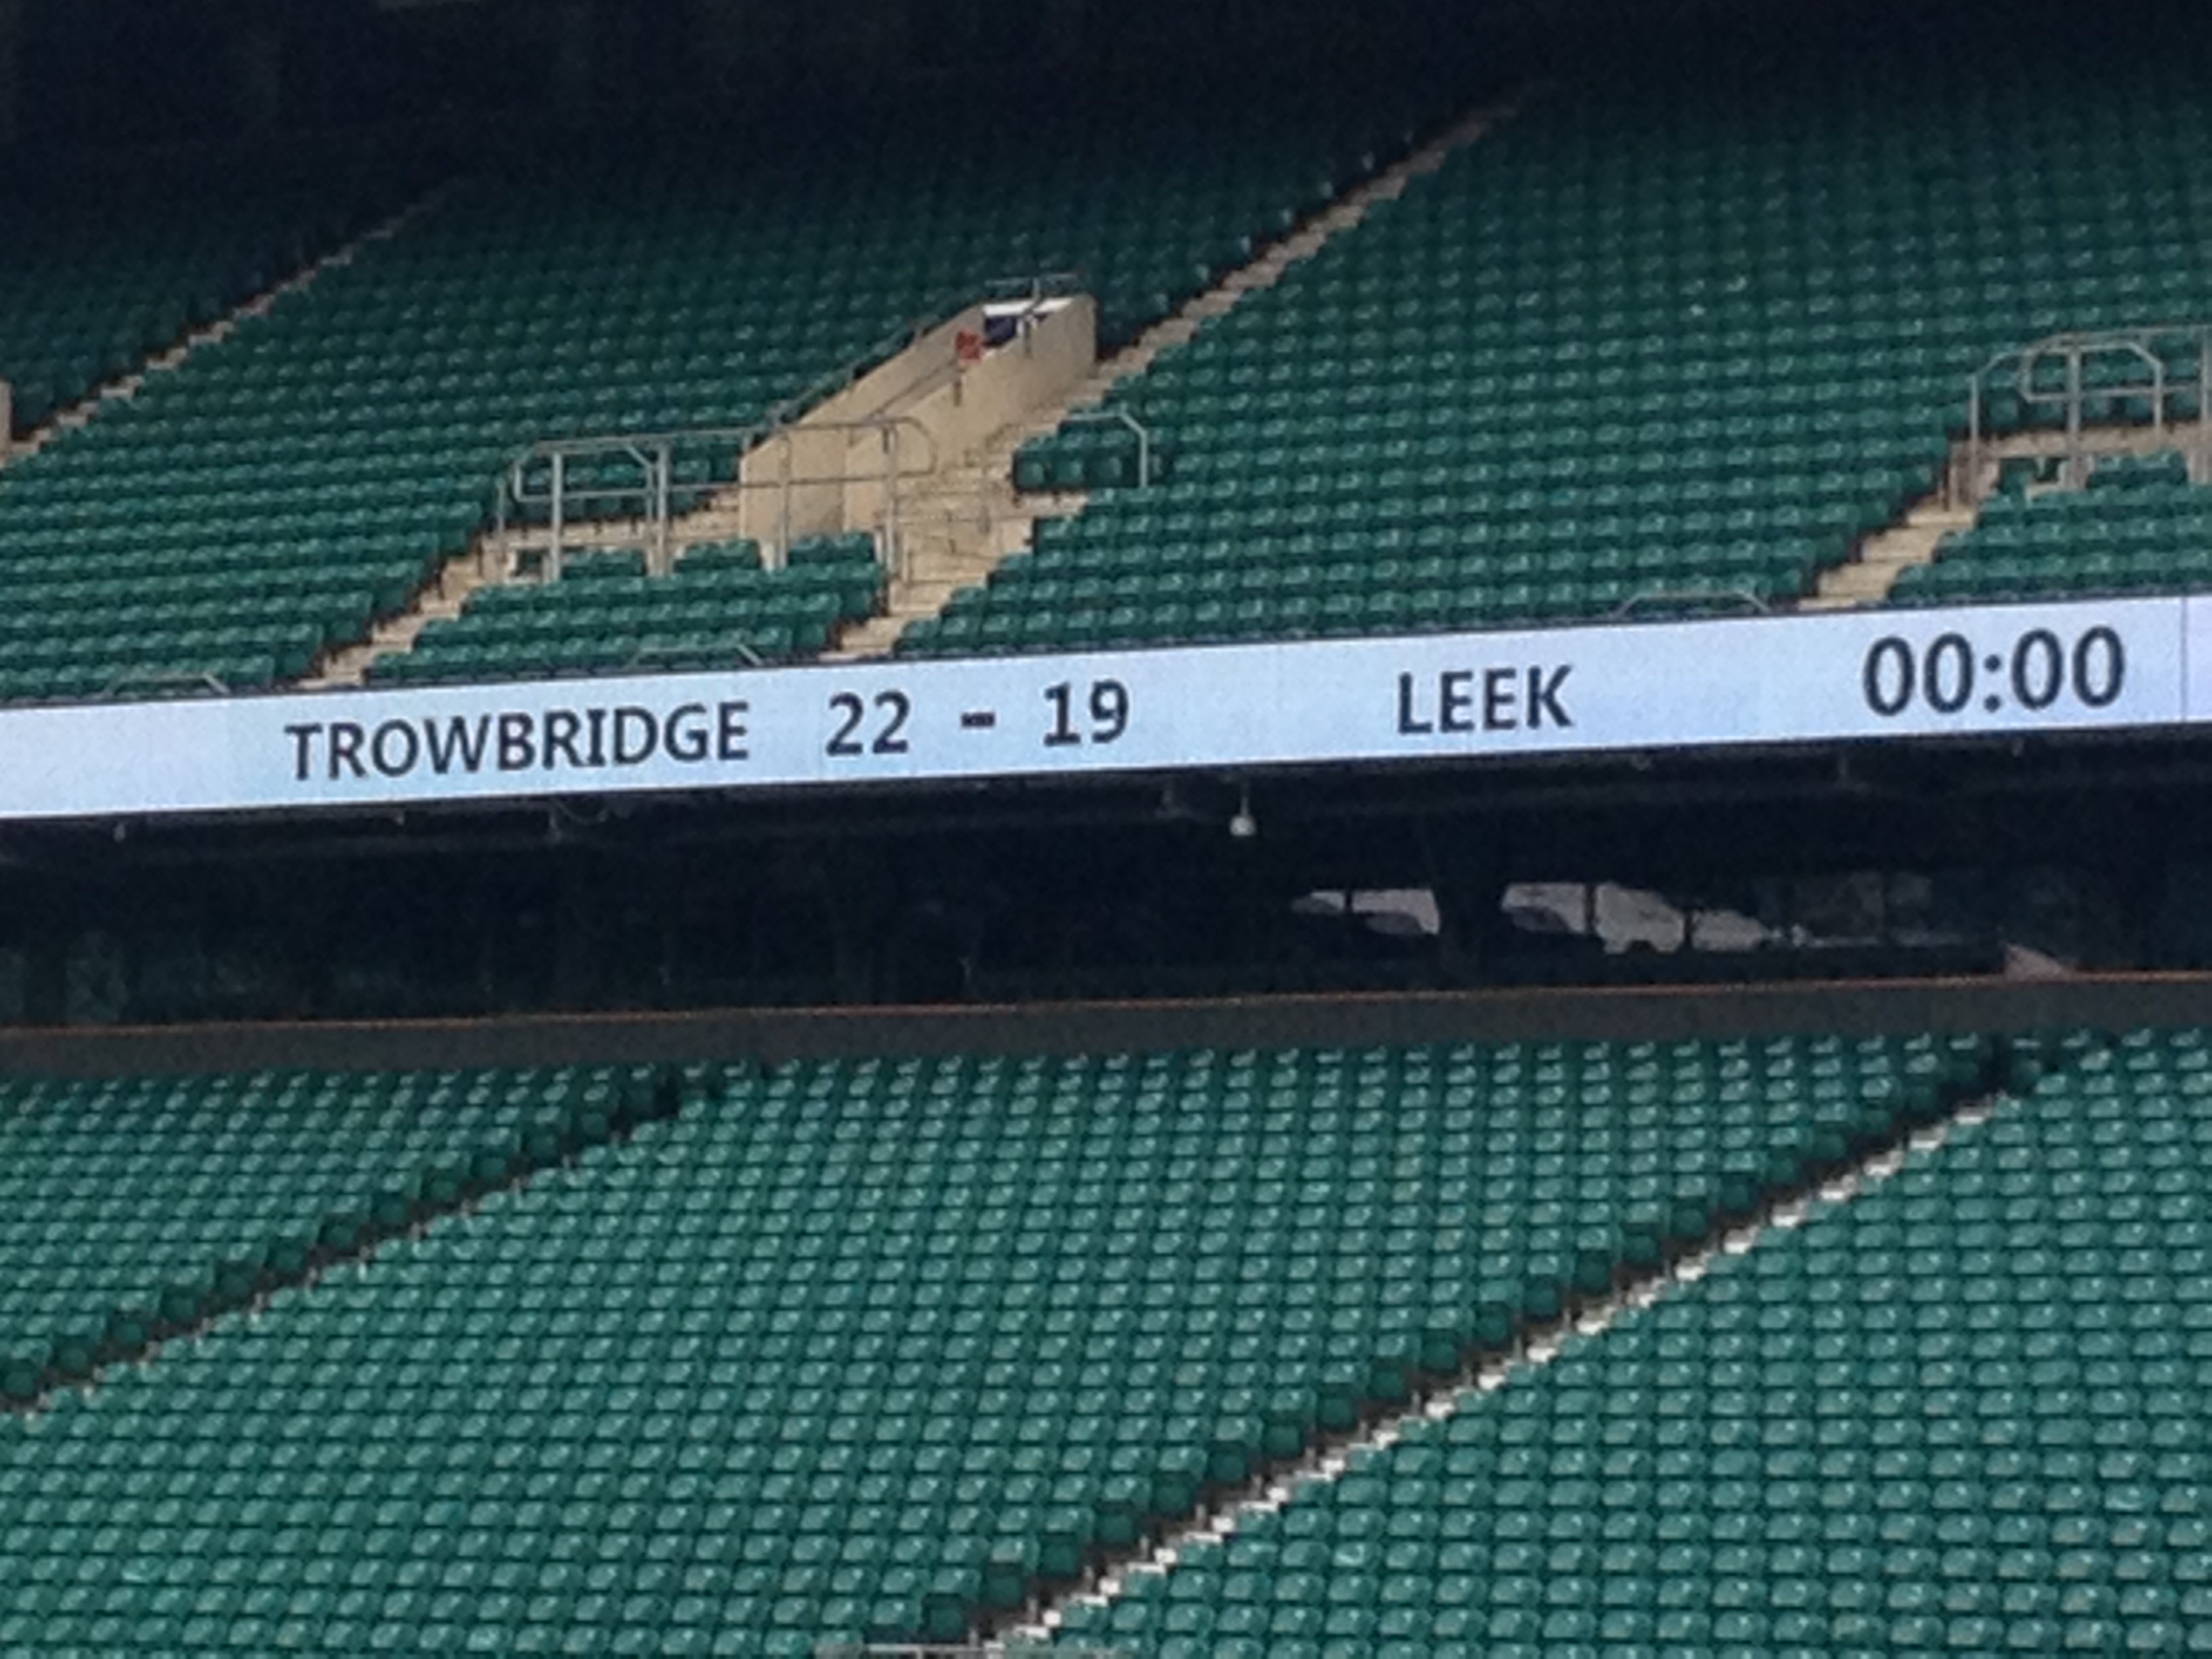 TROWBRIDGE 22 - 19 LEEK 00:00